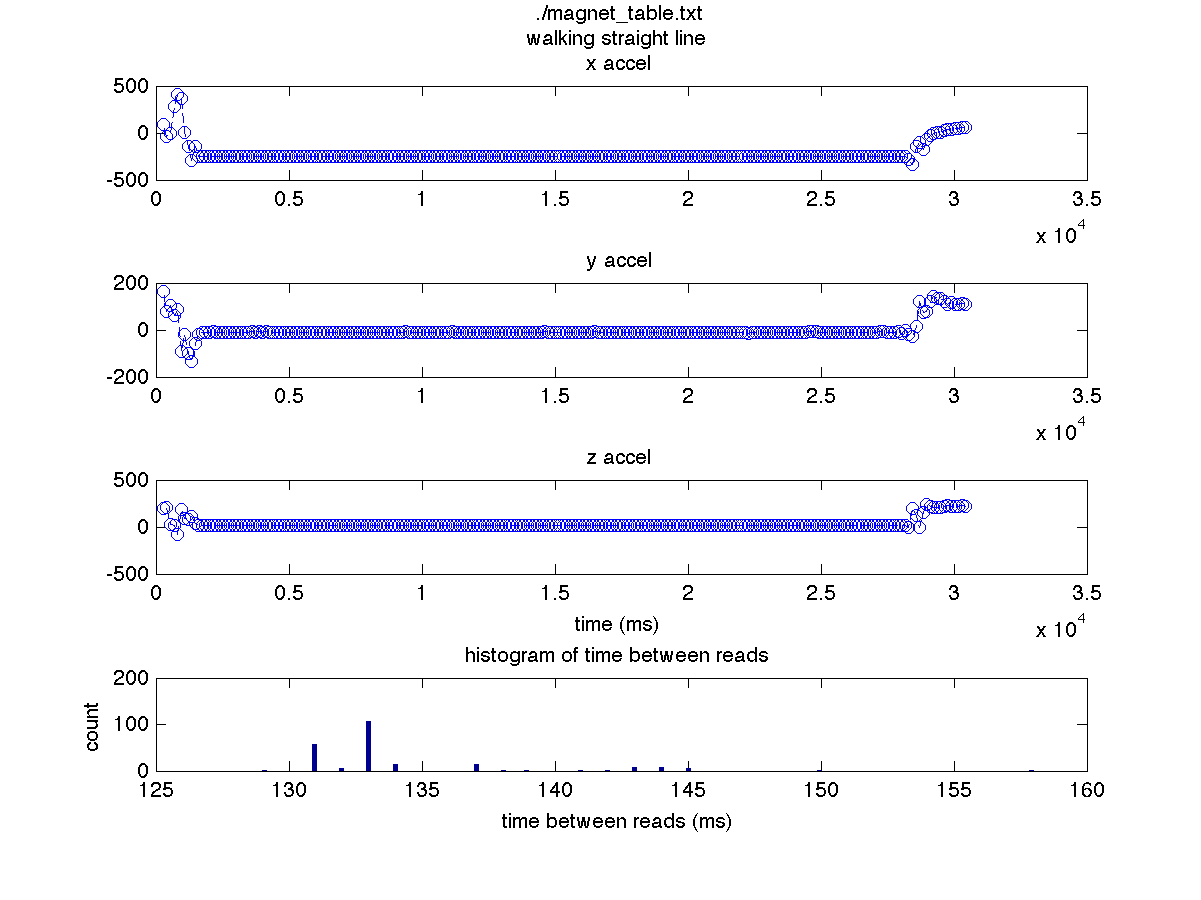 ./magnet_table.txt
walking straight line
x accel
500
0
-500
0 0.5 1 1.5 2 2.5 3 3.5
x 10^4
y accel
200
0
-200
0 0.5 1 1.5 2 2.5 3 3.5
x 10^4
z accel
500
0
-500
0 0.5 1 1.5 2 2.5 3 3.5
time (ms)
x 10^4
histogram of time between reads
count
200
100
0
125 130 135 140 145 150 155 160
time between reads (ms)